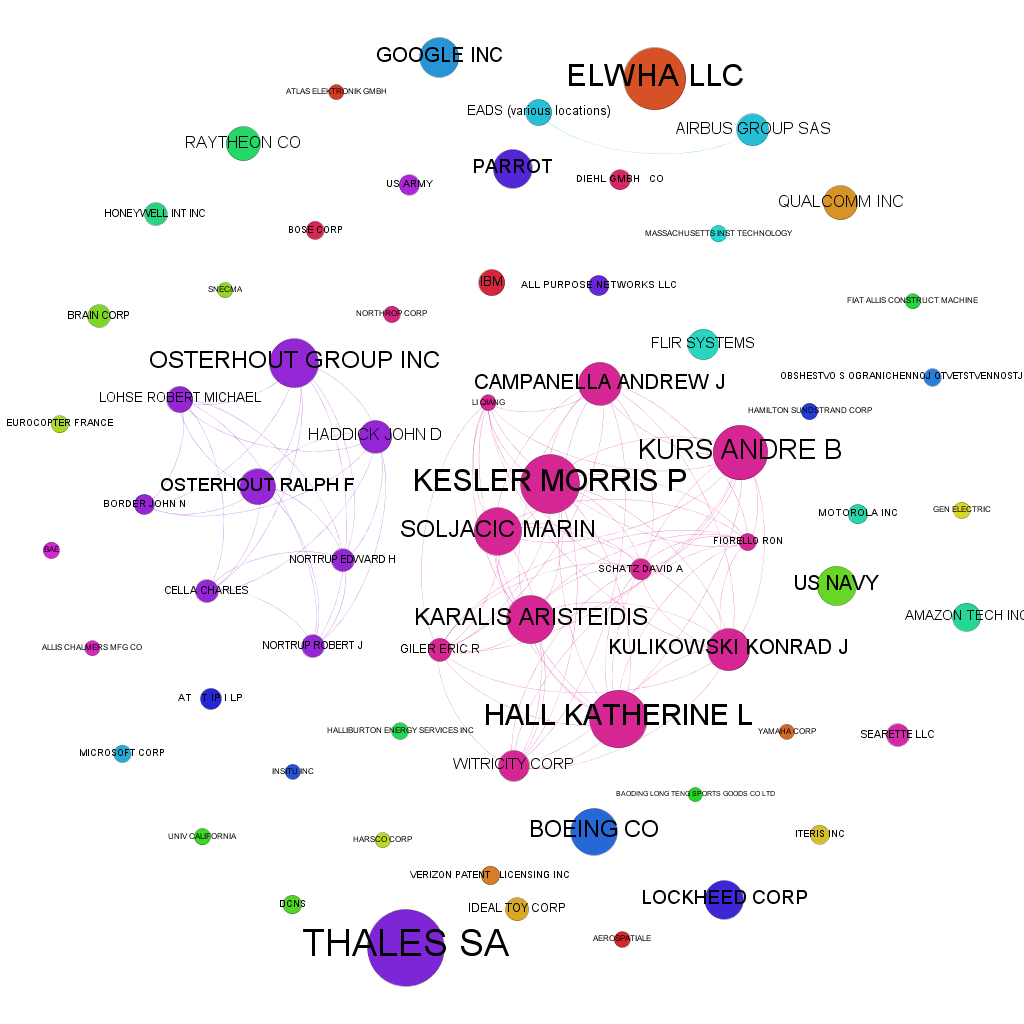 GOOGLE INC
ELWHA LLC
ATLAS ELEKTRONIK GMBH
EADS (various locations)
AIRBUS GROUP SAS
RAYTHEON CO
PARROT
DIEHL GMBH CO
US ARMY
QUALCOMM INC
HONEYWELL INT INC
BOSE CORP
MASSACHUSETTS INST TECHNOLOGY
IBM
ALL PURPOSE NETWORKS LLC
SNECMA
FIAT ALLIS CONSTRUCT MACHINE
BRAIN CORP
NORTHROP CORP
FLIR SYSTEMS
OSTERHOUT GROUP INC
OBSHESTVO S OGRANICHENNOJ OTVETSTVENNOSTJ
CAMPANELLA ANDREW J
LOHSE ROBERT MICHAEL
LI QIANG
HAMILTON SUNDSTRAND CORP
EUROCOPTER FRANCE
HADDICK JOHN D
KURS ANDRE B
KESLER MORRIS P
OSTERHOUT RALPH F
BORDER JOHN N
GEN ELECTRIC
MOTOROLA INC
SOLJACIC MARIN
FIORELLO RON
BAE
NORTRUP EDWARD H
SCHATZ DAVID A
US NAVY
CELLA CHARLES
KARALIS ARISTEIDIS
AMAZON TECH INC
ALLIS CHALMERS MFG CO
NORTRUP ROBERT J
GILER ERIC R
KULIKOWSKI KONRAD J
AT T IP I LP
HALL KATHERINE L
HALLIBURTON ENERGY SERVICES INC
YAMAHA CORP
SEARETTE LLC
MICROSOFT CORP
INSITU INC
WITRICITY CORP
BAODING LONG TENG SPORTS GOODS CO LTD
UNIV CALIFORNIA
HARSCO CORP
BOEING CO
ITERIS INC
VERIZON PATENT LICENSING INC
DCNS
IDEAL TOY CORP
LOCKHEED CORP
THALES SA
AEROSPATIALE